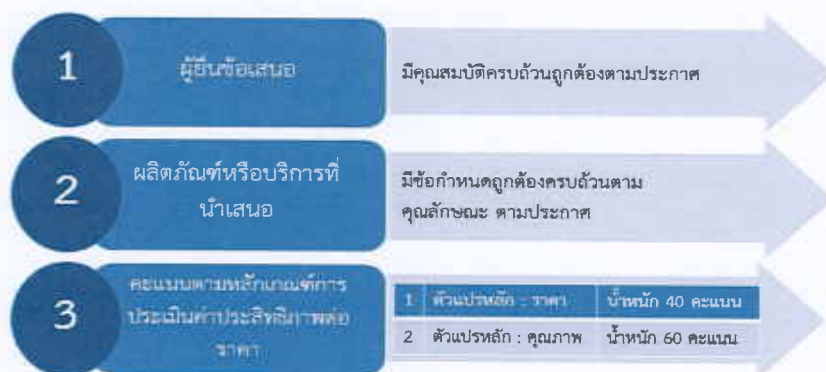 1
ผู้ยื่นข้อเสนอ
มีคุณสมบัติครบถ้วนถูกต้องตามประกาศ
2
ผลิตภัณฑ์หรือบริการที่
นำเสนอ
มีข้อกำหนดถูกต้องครบถ้วนตาม
คุณลักษณะ ตามประกาศ
3
คะแนนตามหลักเกณฑ์การ
ประเมินค่าประสิทธิภาพต่อ
ราคา
1 ตัวแปรหลัก : ราคา น้ำหนัก 40 คะแนน
2 ตัวแปรหลัก : คุณภาพ น้ำหนัก 60 คะแนน